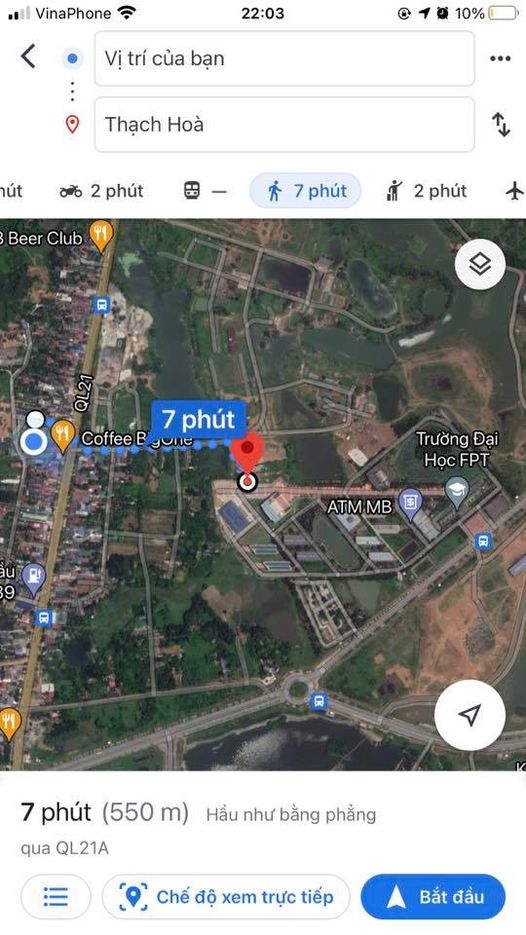 VinaPhone 22:03 10%
Vị trí của bạn
Thạch Hoà
hút 2 phút — 7 phút 2 phút
B Beer Club
QL21
7 phút
Coffee BigOne
Trường Đại
Học FPT
ATM MB
ầu
39
7 phút (550 m) Hầu như bằng phẳng
qua QL21A
Chế độ xem trực tiếp
Bắt đầu